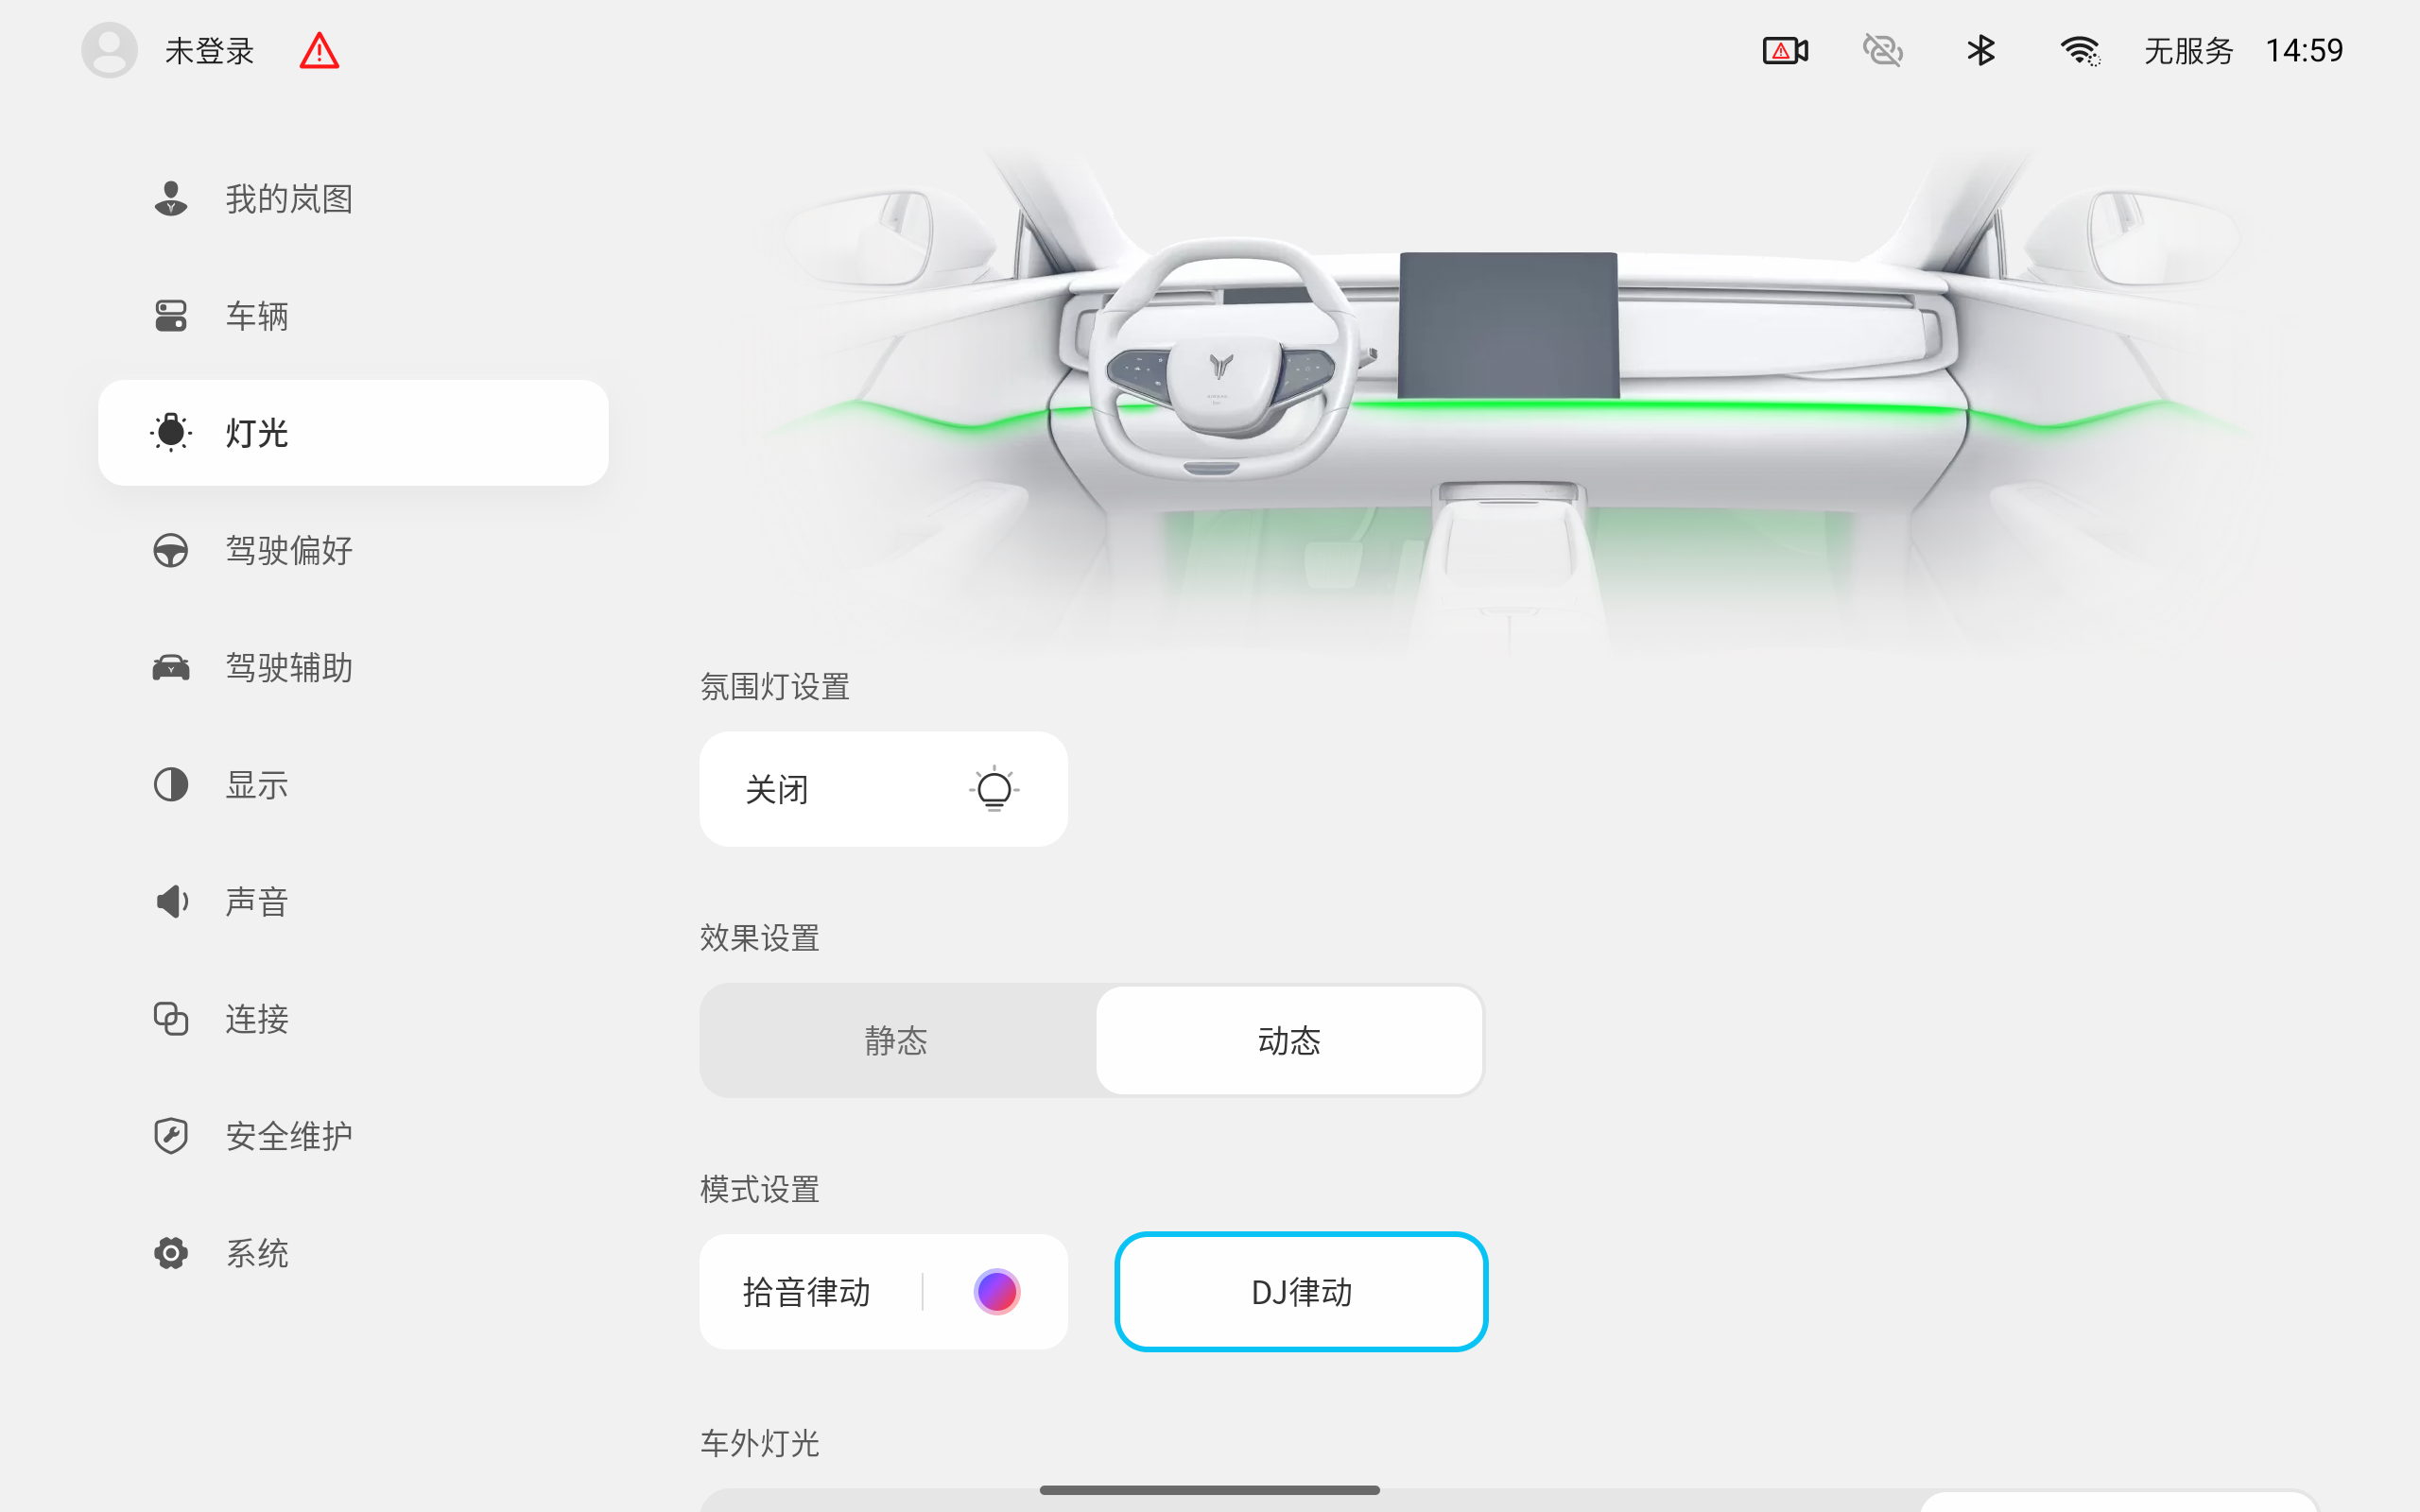 未登录
无服务 14:59
我的岚图
车辆
灯光
驾驶偏好
驾驶辅助
显示
声音
连接
安全维护
系统
氛围灯设置
关闭
效果设置
静态 动态
模式设置
拾音律动 DJ律动
车外灯光